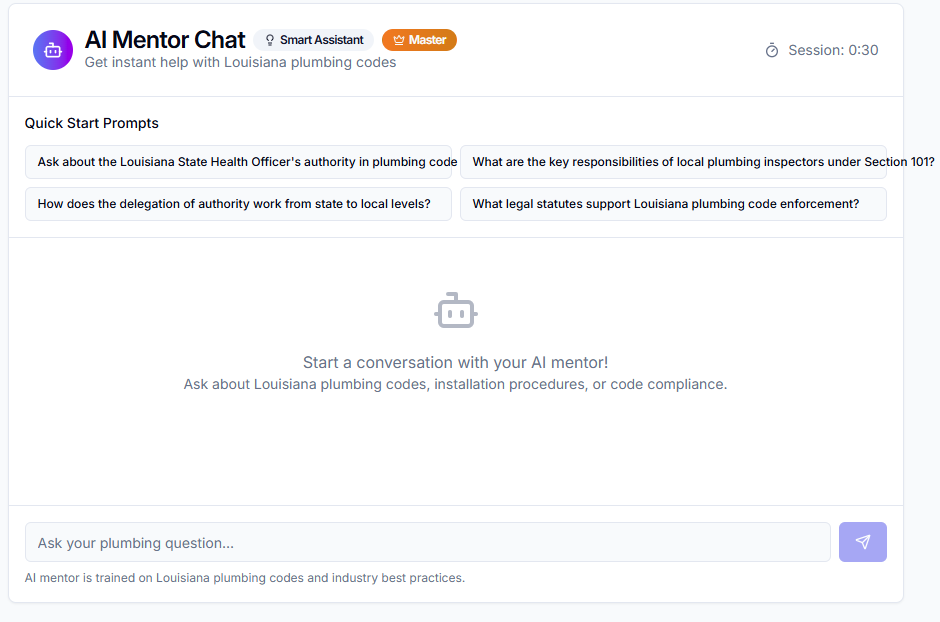 AI Mentor Chat
Smart Assistant
Master
Get instant help with Louisiana plumbing codes
Session: 0:30
Quick Start Prompts
Ask about the Louisiana State Health Officer's authority in plumbing code
What are the key responsibilities of local plumbing inspectors under Section 101?
How does the delegation of authority work from state to local levels?
What legal statutes support Louisiana plumbing code enforcement?
Start a conversation with your AI mentor!
Ask about Louisiana plumbing codes, installation procedures, or code compliance.
Ask your plumbing question...
AI mentor is trained on Louisiana plumbing codes and industry best practices.